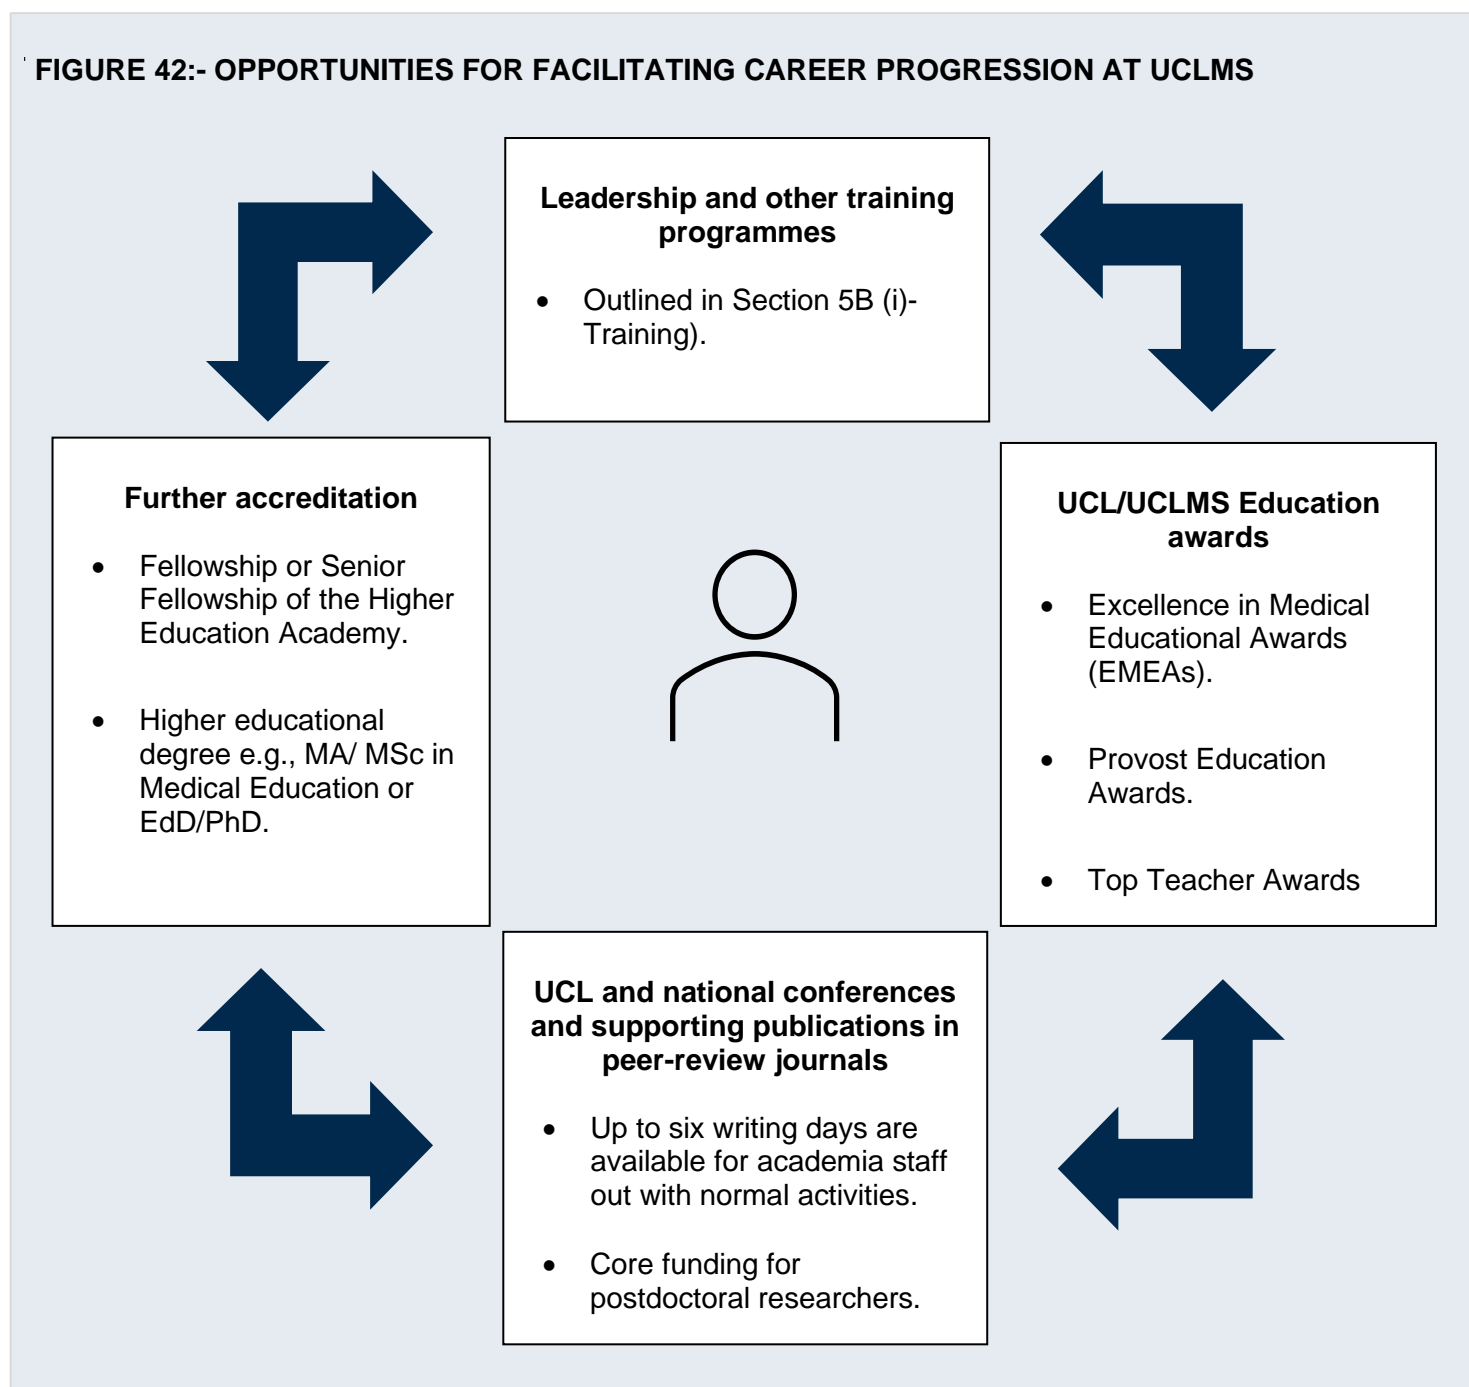 FIGURE 42:- OPPORTUNITIES FOR FACILITATING CAREER PROGRESSION AT UCLMS
Leadership and other training
programmes
• Outlined in Section 5B (i)-
Training).
Further accreditation
• Fellowship or Senior
Fellowship of the Higher
Education Academy.
• Higher educational
degree e.g., MA/ MSc in
Medical Education or
EdD/PhD.
UCL/UCLMS Education
awards
• Excellence in Medical
Educational Awards
(EMEAs).
• Provost Education
Awards.
• Top Teacher Awards
UCL and national conferences
and supporting publications in
peer-review journals
• Up to six writing days are
available for academia staff
out with normal activities.
• Core funding for
postdoctoral researchers.